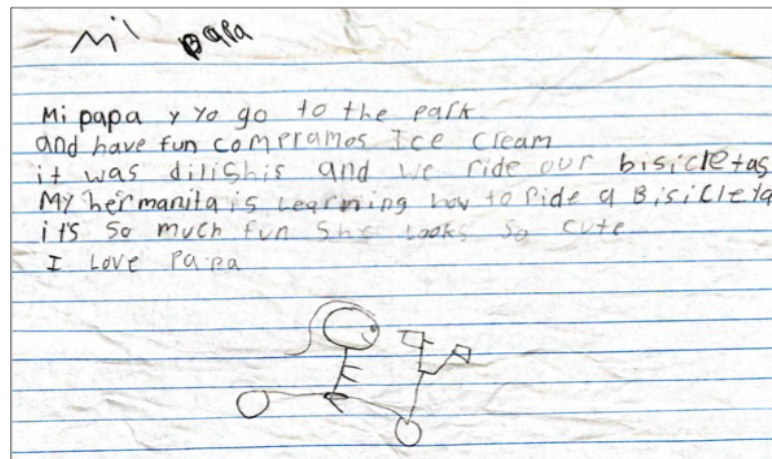 Mi papa
Mi papa y Yo go to the park
and have fun compramos Ice cream
it was dilishis and we ride our bisicletas
My hermanita is Learning how to ride a Bisicleta
it's so much fun She Looks so cute
I Love Papa